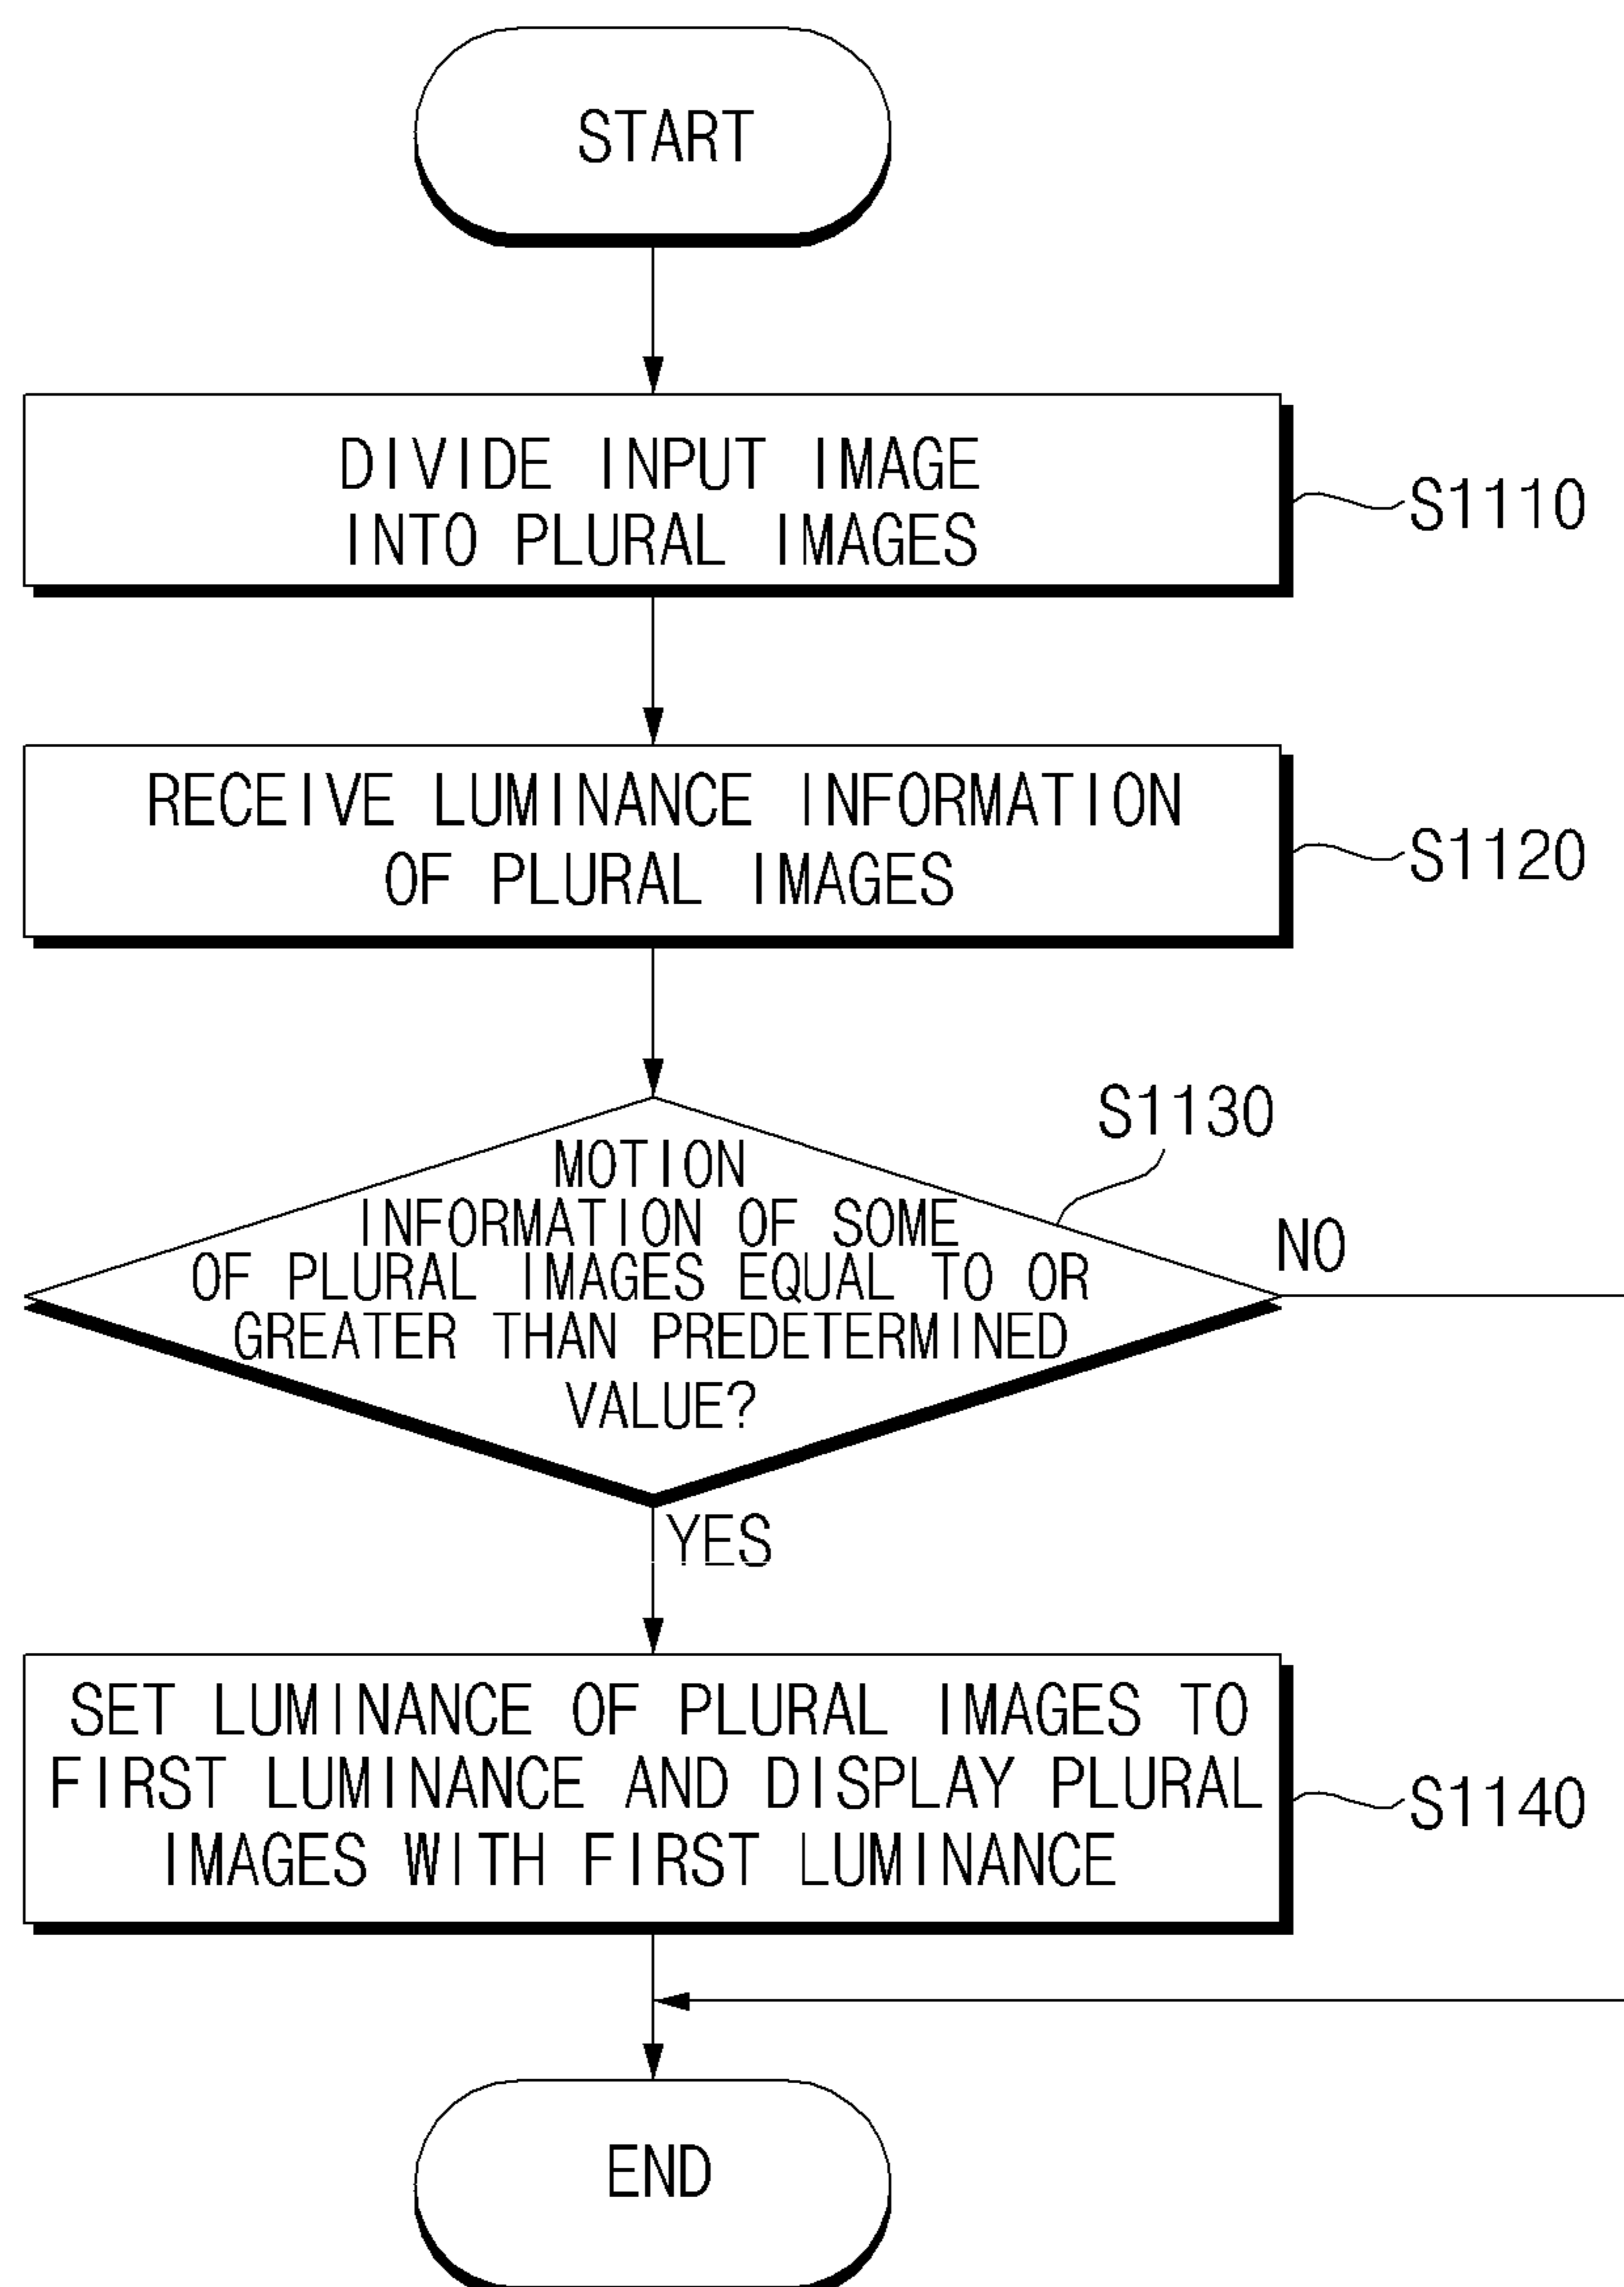 START
DIVIDE INPUT IMAGE
INTO PLURAL IMAGES
S1110
RECEIVE LUMINANCE INFORMATION
OF PLURAL IMAGES
S1120
S1130
MOTION
INFORMATION OF SOME
OF PLURAL IMAGES EQUAL TO OR
GREATER THAN PREDETERMINED
VALUE?
NO
YES
SET LUMINANCE OF PLURAL IMAGES TO
FIRST LUMINANCE AND DISPLAY PLURAL
IMAGES WITH FIRST LUMINANCE
S1140
END